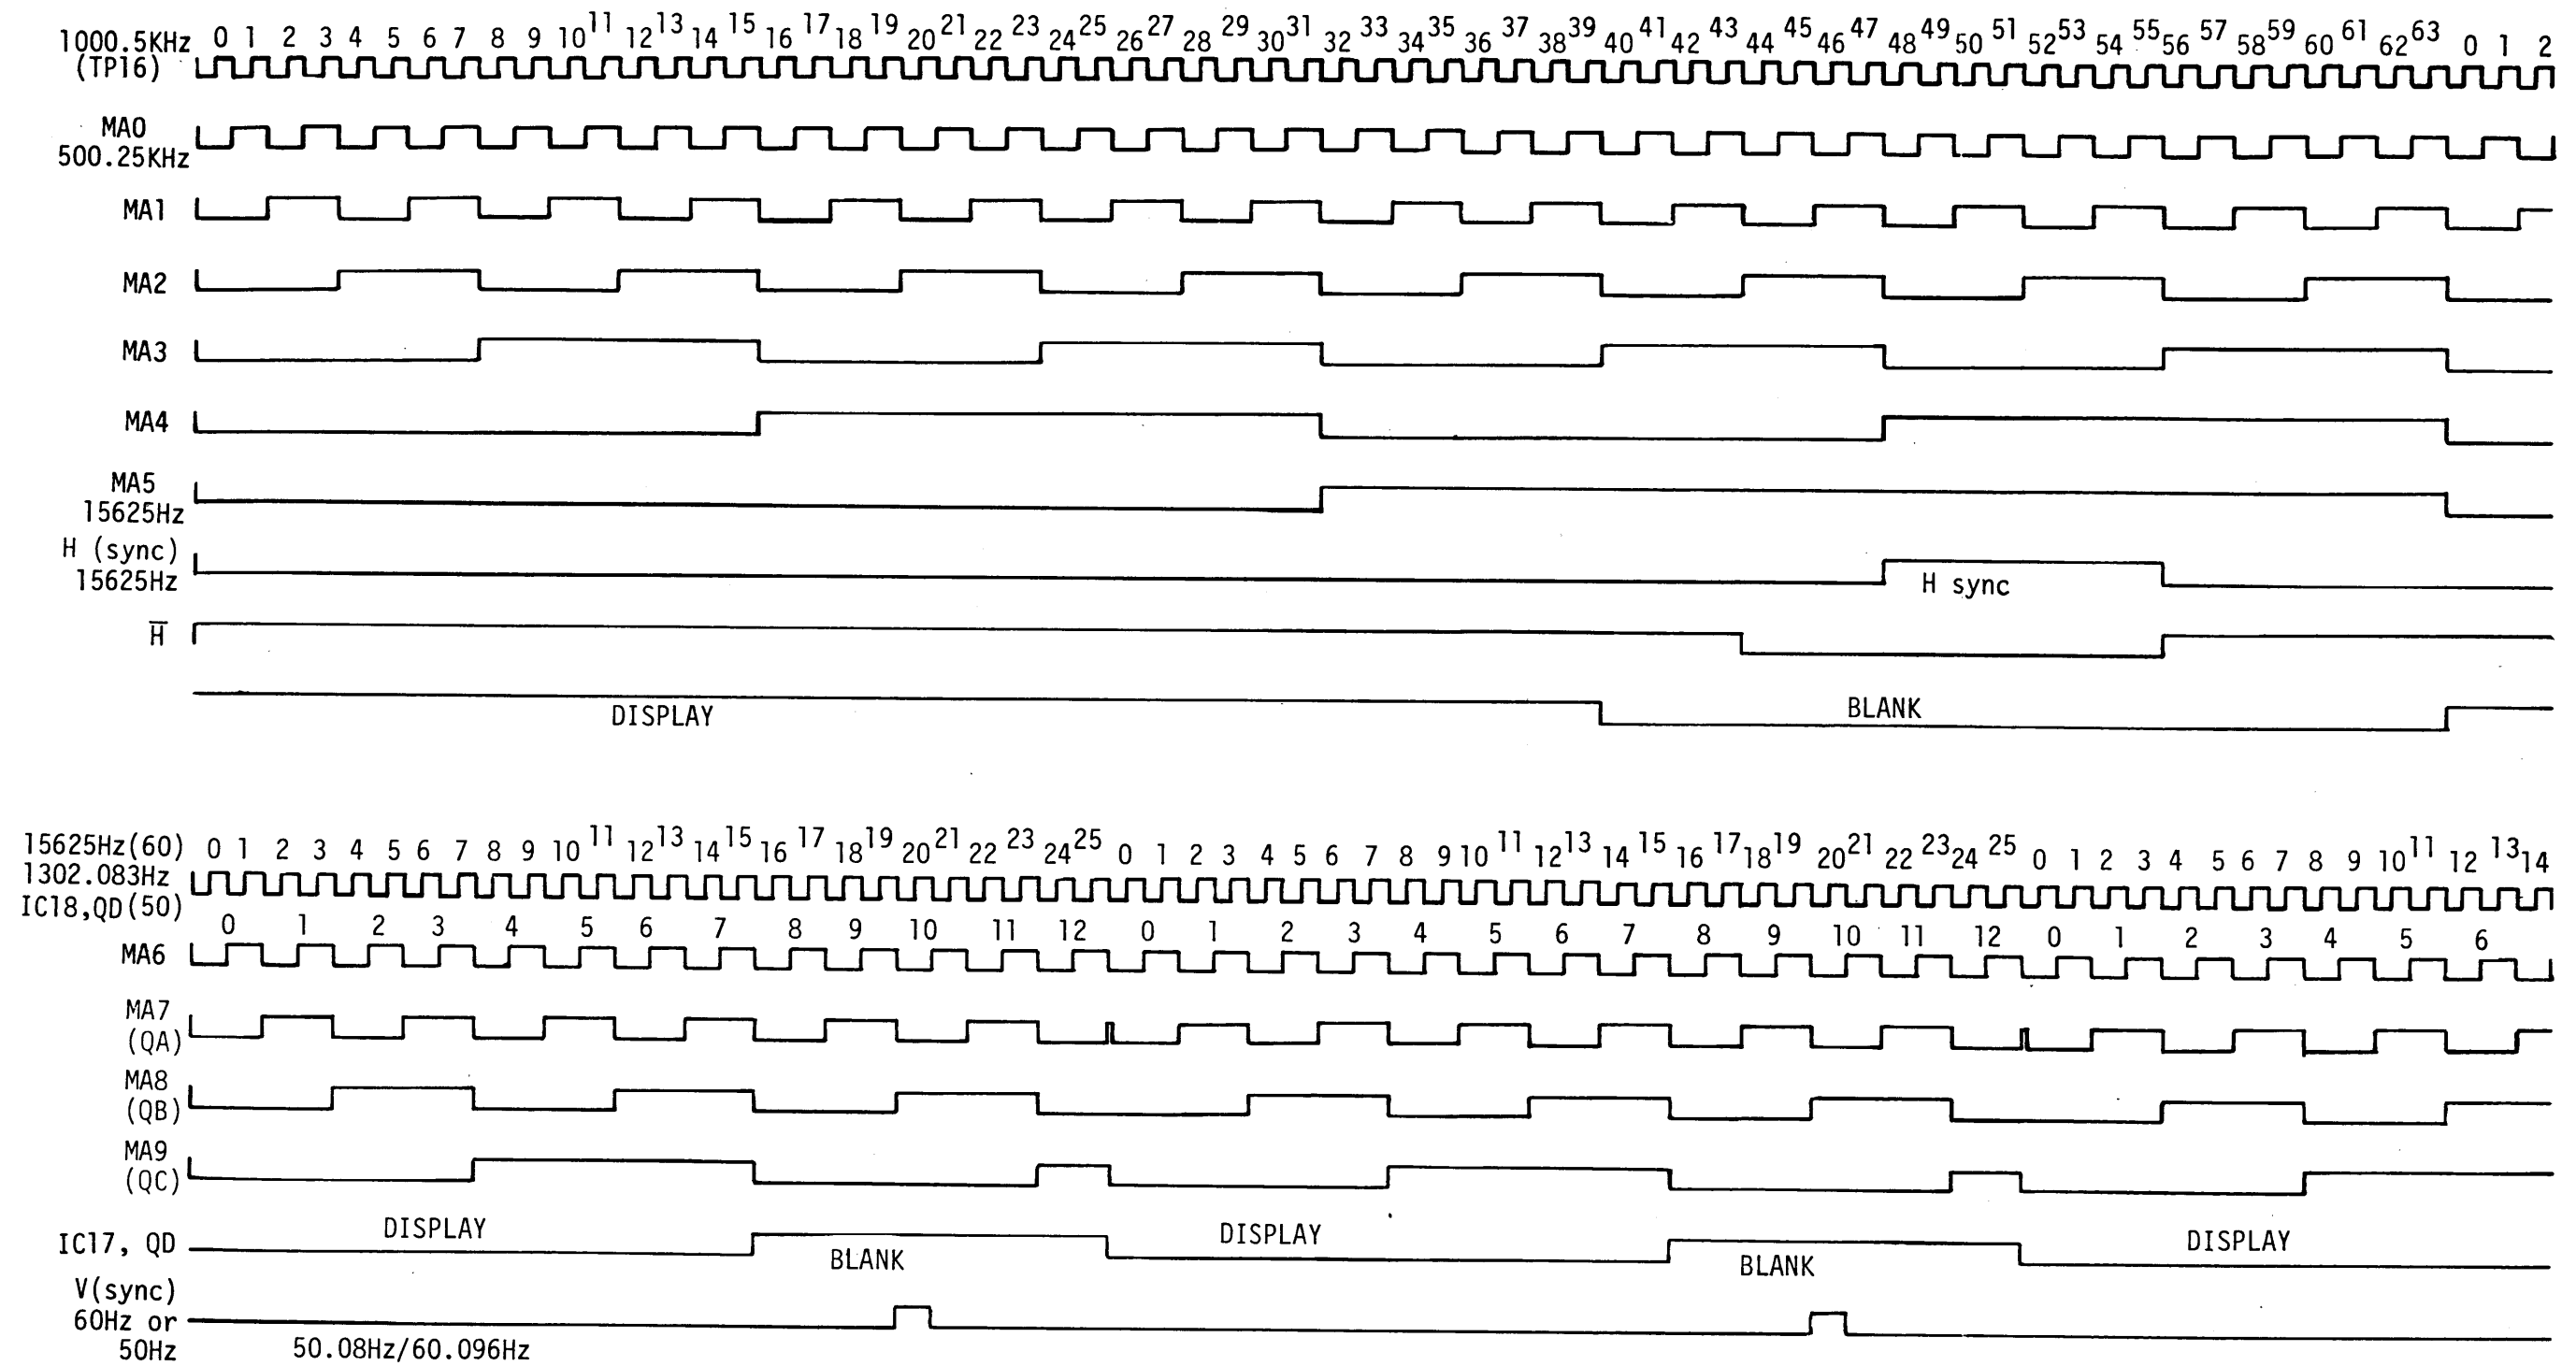 1000.5KHz 0 1 2 3 4 5 6 7 8 9 10 11 12 13 14 15 16 17 18 19 20 21 22 23 24 25 26 27 28 29 30 31 32 33 34 35 36 37 38 39 40 41 42 43 44 45 46 47 48 49 50 51 52 53 54 55 56 57 58 59 60 61 62 63 0 1 2
(TP16)
MA0
500.25KHz
MA1
MA2
MA3
MA4
MA5
15625Hz
H (sync)
15625Hz
H sync
H̅
DISPLAY BLANK
15625Hz(60) 0 1 2 3 4 5 6 7 8 9 10 11 12 13 14 15 16 17 18 19 20 21 22 23 24 25 0 1 2 3 4 5 6 7 8 9 10 11 12 13 14 15 16 17 18 19 20 21 22 23 24 25 0 1 2 3 4 5 6 7 8 9 10 11 12 13 14
1302.083Hz
IC18,QD(50)
0 1 2 3 4 5 6 7 8 9 10 11 12 0 1 2 3 4 5 6 7 8 9 10 11 12 0 1 2 3 4 5 6
MA6
MA7
(QA)
MA8
(QB)
MA9
(QC)
DISPLAY DISPLAY DISPLAY
IC17, QD
BLANK BLANK
V(sync)
60Hz or
50Hz 50.08Hz/60.096Hz